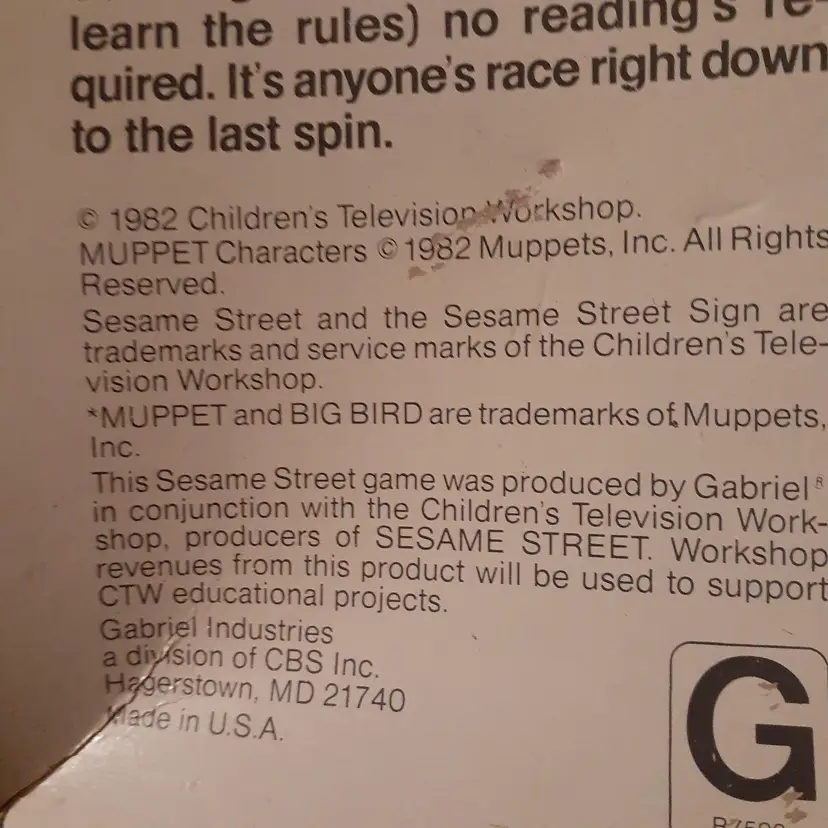 learn the rules) no reading's re-
quired. It's anyone's race right down
to the last spin.
© 1982 Children's Television Workshop.
MUPPET Characters © 1982 Muppets, Inc. All Rights
Reserved.
Sesame Street and the Sesame Street Sign are
trademarks and service marks of the Children's Tele-
vision Workshop.
*MUPPET and BIG BIRD are trademarks of Muppets,
Inc.
This Sesame Street game was produced by Gabriel®
in conjunction with the Children's Television Work-
shop, producers of SESAME STREET. Workshop
revenues from this product will be used to support
CTW educational projects.
Gabriel Industries
a division of CBS Inc.
Hagerstown, MD 21740
Made in U.S.A.
G